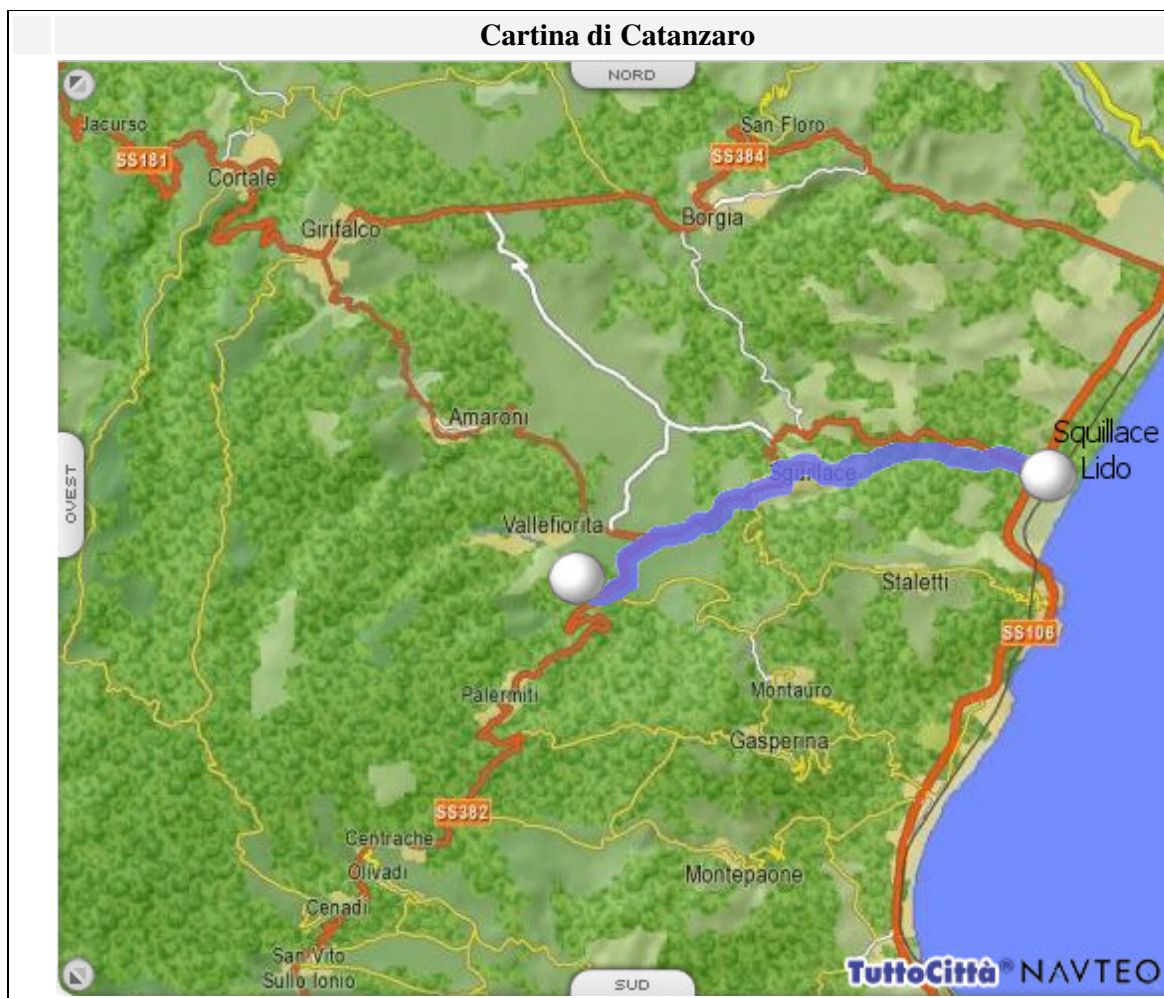 Cartina di Catanzaro
NORD
Jacurso
San Floro
SS181
SS384
Cortale
Borgia
Girifalco
Amaroni
Squillace
Lido
Squillace
OVEST
Vallefiorita
Staletti
SS106
Palermiti
Montauro
Gasperina
SS382
Centrache
Olivadi
Montepaone
Cenadi
San Vito
Sullo Ionio
TuttoCittà® NAVTEQ
SUD